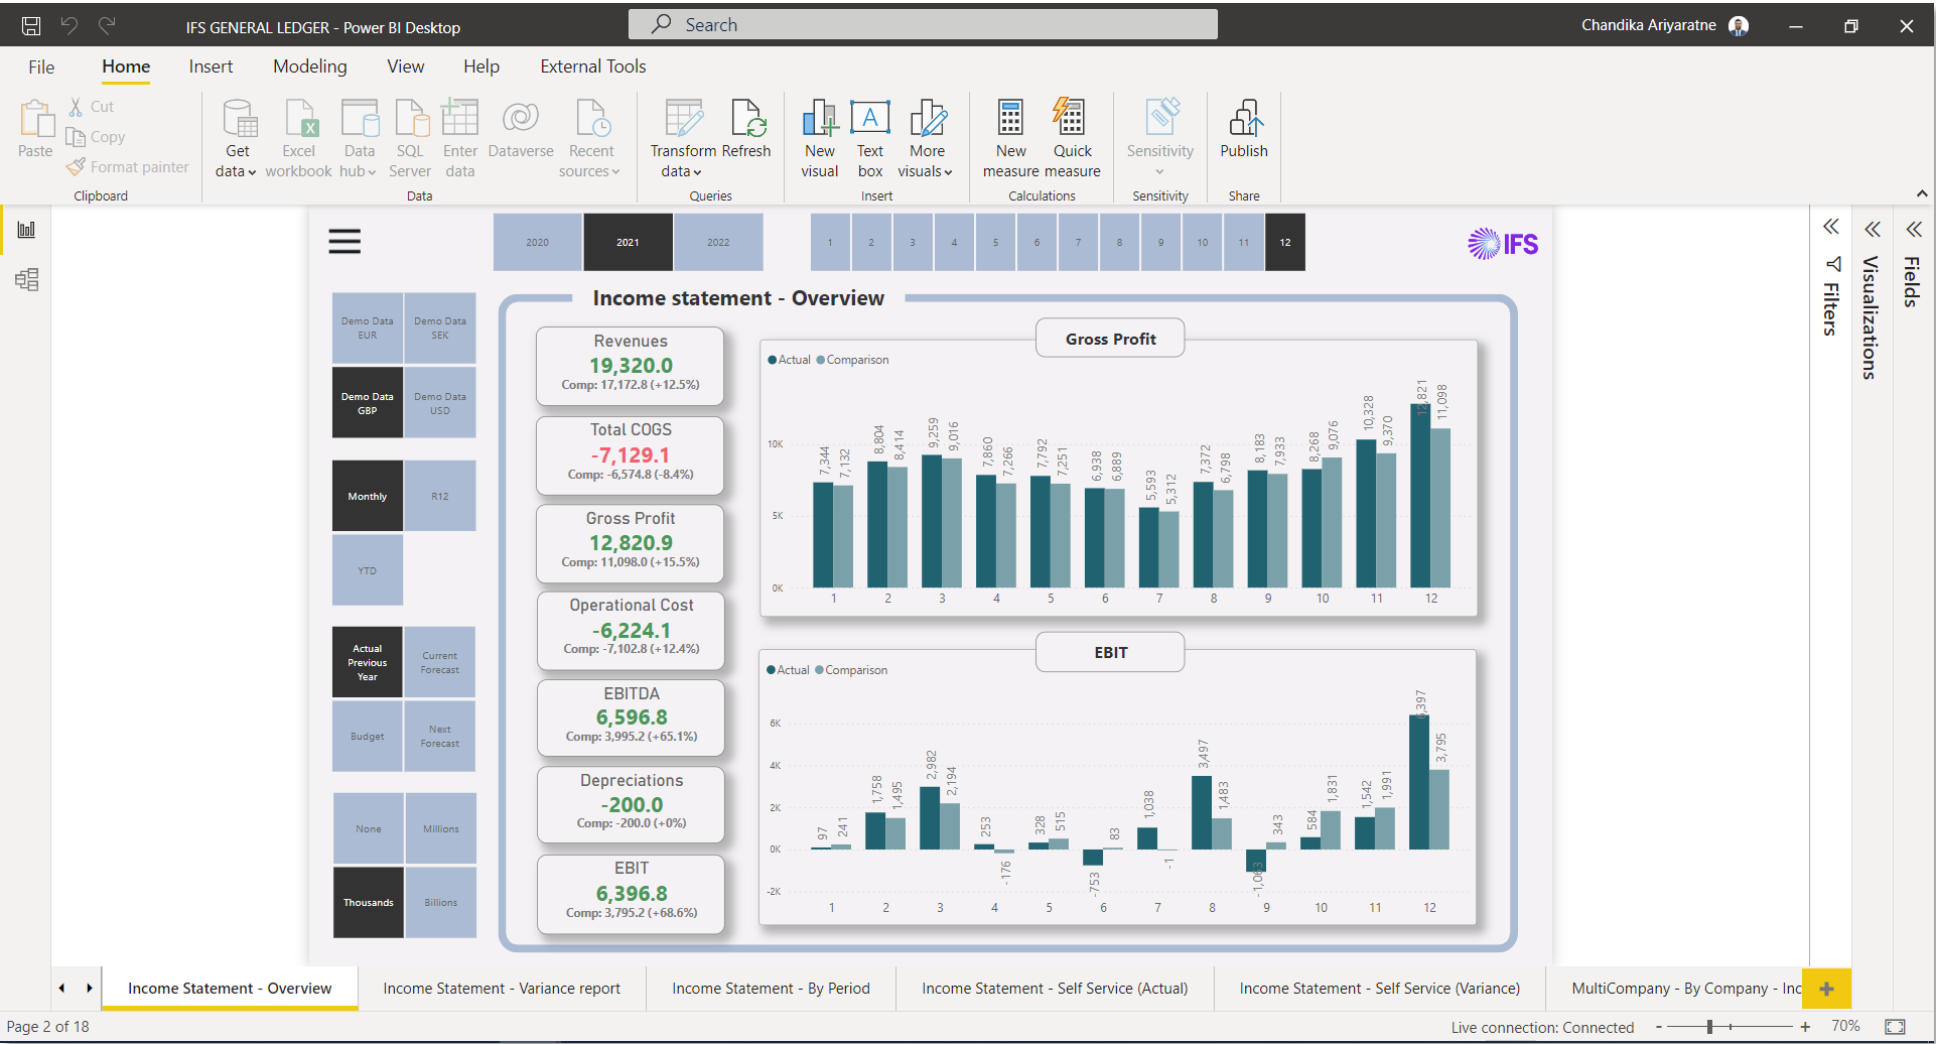 IFS GENERAL LEDGER - Power BI Desktop
Search
Chandika Ariyaratne
File Home Insert Modeling View Help External Tools
Paste
Cut
Copy
Format painter
Clipboard
Get data
Excel workbook
Data hub
SQL Server
Enter data
Dataverse
Recent sources
Data
Transform data
Refresh
Queries
New visual
Text box
More visuals
Insert
New measure
Quick measure
Calculations
Sensitivity
Sensitivity
Publish
Share
2020 2021 2022
1 2 3 4 5 6 7 8 9 10 11 12
IFS
Filters
Visualizations
Fields
Demo Data EUR
Demo Data SEK
Demo Data GBP
Demo Data USD
Monthly
R12
YTD
Actual Previous Year
Current Forecast
Budget
Next Forecast
None
Millions
Thousands
Billions
Income statement - Overview
Revenues
19,320.0
Comp: 17,172.8 (+12.5%)
Total COGS
-7,129.1
Comp: -6,574.8 (-8.4%)
Gross Profit
12,820.9
Comp: 11,098.0 (+15.5%)
Operational Cost
-6,224.1
Comp: -7,102.8 (+12.4%)
EBITDA
6,596.8
Comp: 3,995.2 (+65.1%)
Depreciations
-200.0
Comp: -200.0 (+0%)
EBIT
6,396.8
Comp: 3,795.2 (+68.6%)
Gross Profit
Actual Comparison
10K
5K
0K
7,344 7,132 8,804 8,414 9,259 9,016 7,860 7,266 7,792 7,251 6,938 6,889 5,593 5,312 7,372 6,798 8,183 7,933 8,268 9,076 10,328 9,370 12,821 11,098
1 2 3 4 5 6 7 8 9 10 11 12
EBIT
Actual Comparison
6K
4K
2K
0K
-2K
97 241 1,758 1,495 2,982 2,194 253 -176 328 515 -753 83 1,038 -1 3,497 1,483 -1,063 343 584 1,831 1,542 1,991 6,397 3,795
1 2 3 4 5 6 7 8 9 10 11 12
Income Statement - Overview
Income Statement - Variance report
Income Statement - By Period
Income Statement - Self Service (Actual)
Income Statement - Self Service (Variance)
MultiCompany - By Company - Inc
Page 2 of 18
Live connection: Connected
- + 70%